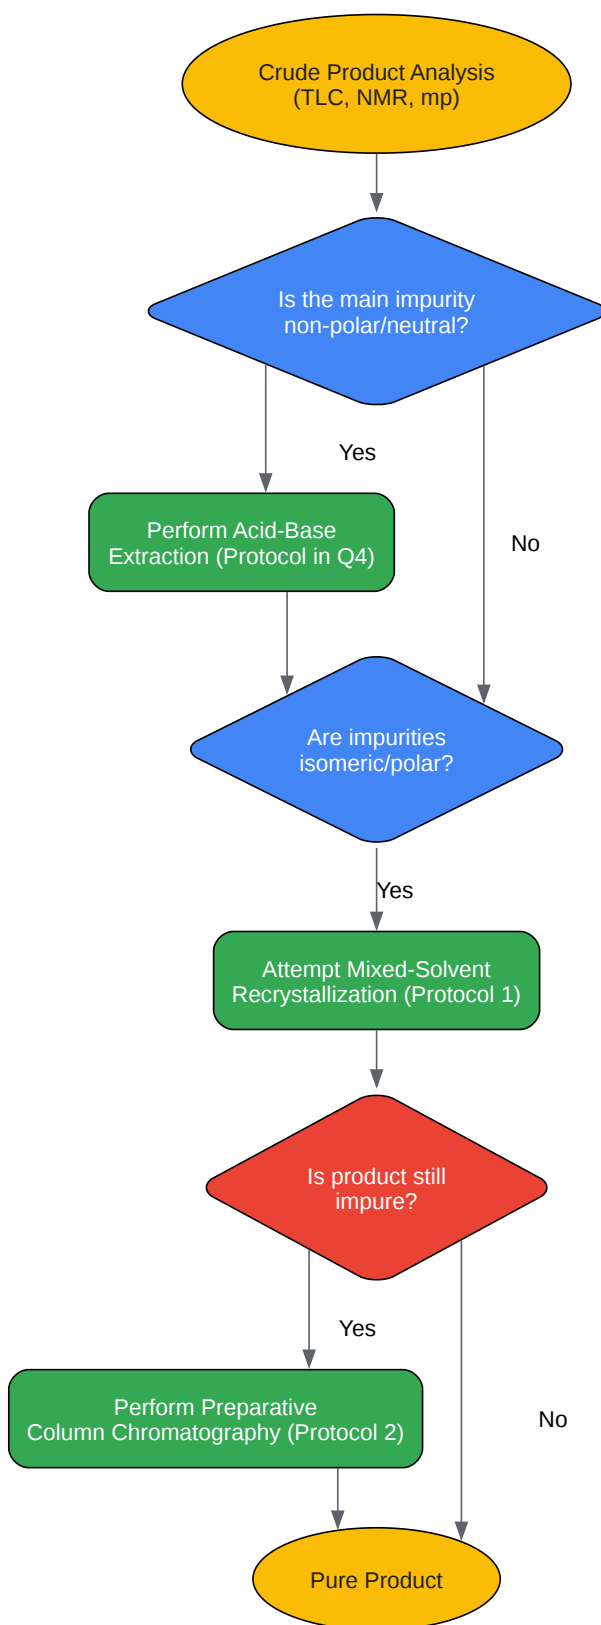 Crude Product Analysis
(TLC, NMR, mp)
Is the main impurity
non-polar/neutral?
Yes
Perform Acid-Base
Extraction (Protocol in Q4)
No
Are impurities
isomeric/polar?
Yes
Attempt Mixed-Solvent
Recrystallization (Protocol 1)
Is product still
impure?
Yes
Perform Preparative
Column Chromatography (Protocol 2)
No
Pure Product